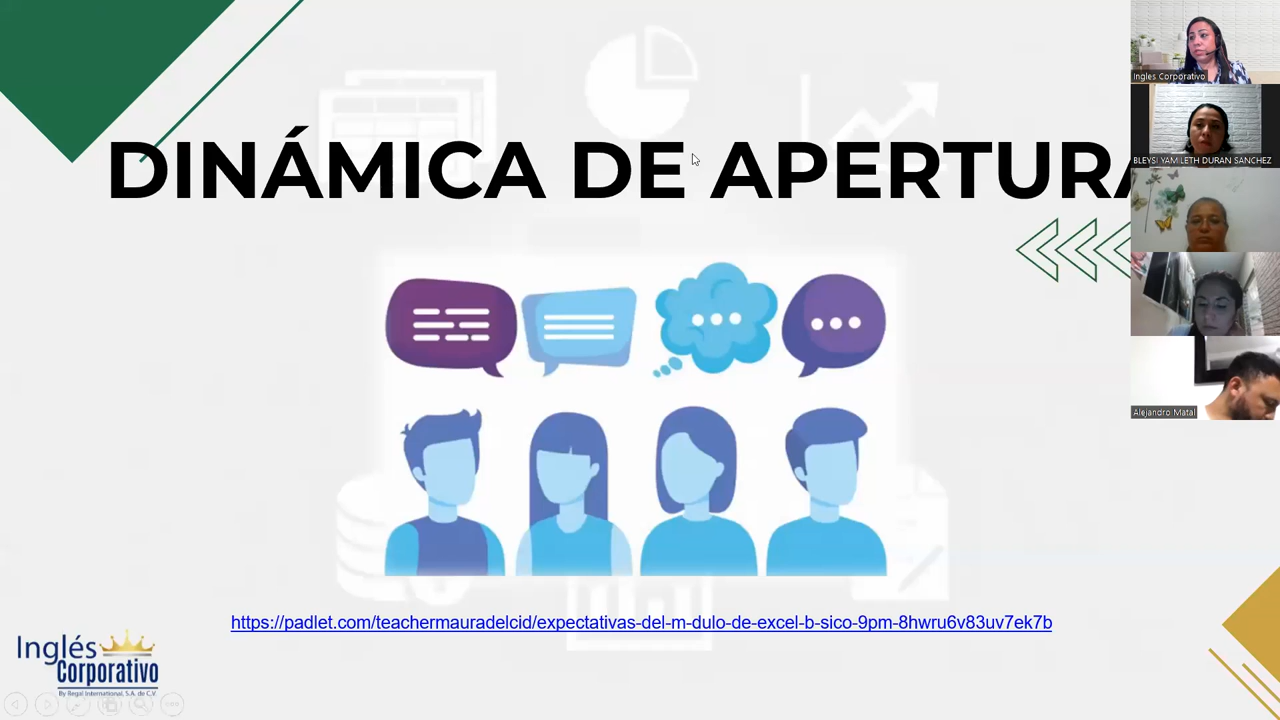 DINÁMICA DE APERTURA
Ingles Corporativo
BLEYSI YAMILETH DURAN SANCHEZ
Alejandro Matal
https://padlet.com/teachermauradelcid/expectativas-del-m-dulo-de-excel-b-sico-9pm-8hwru6v83uv7ek7b
Inglés
Corporativo
By Regal International, S.A. de C.V